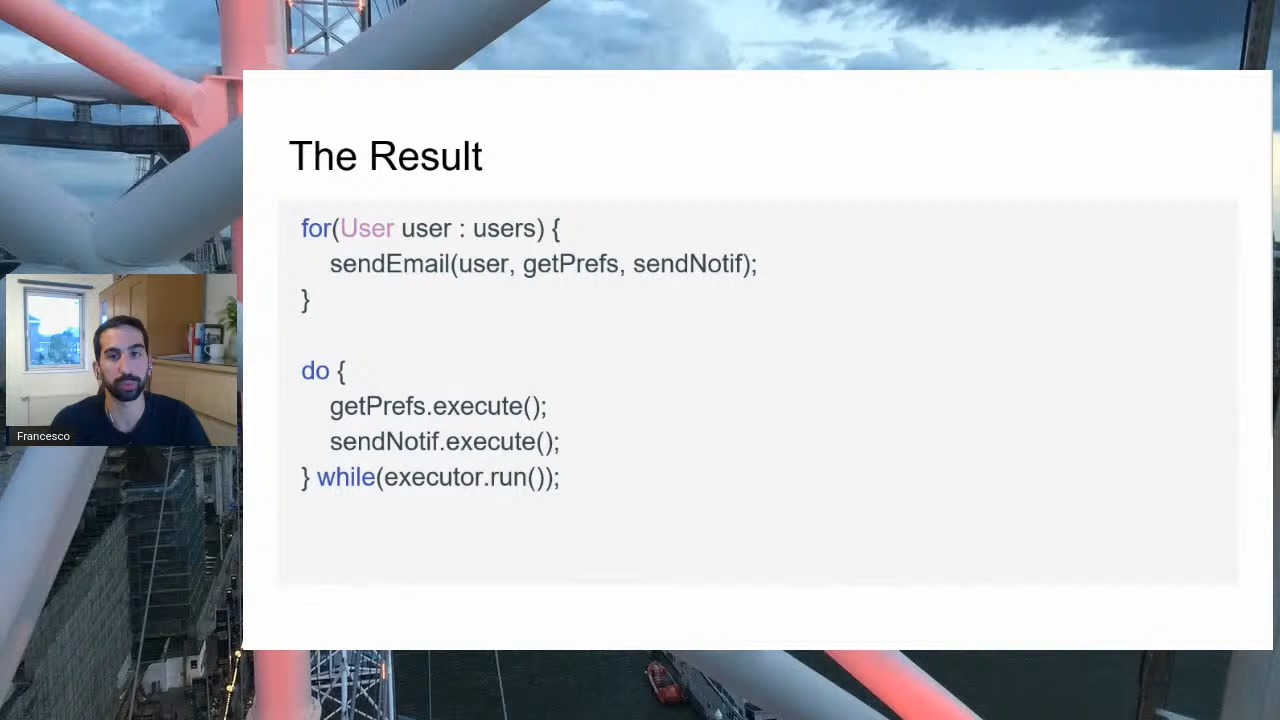 The Result
for(User user : users) {
sendEmail(user, getPrefs, sendNotif);
}
do {
getPrefs.execute();
sendNotif.execute();
} while(executor.run());
Francesco